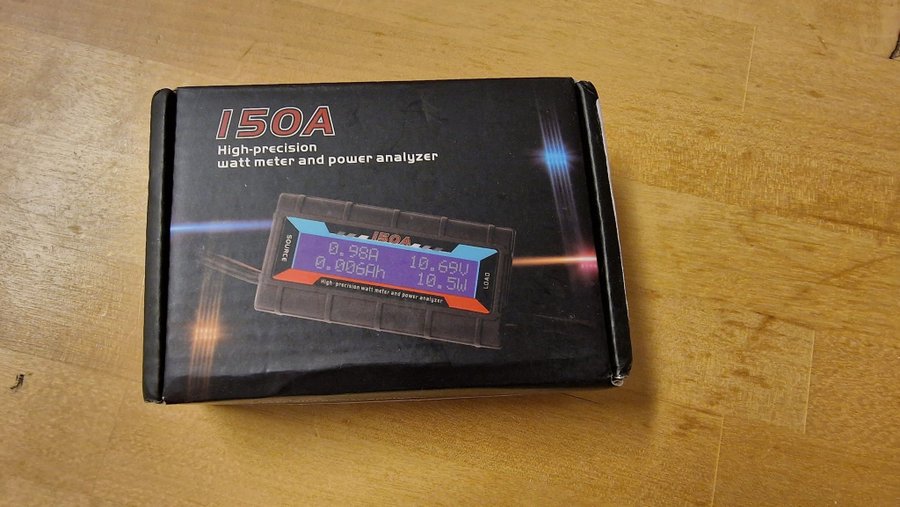 150A
High-precision
watt meter and power analyzer
150A
SOURCE
0.98A 10.69V
0.006Ah 10.5W
LOAD
High-precision watt meter and power analyzer